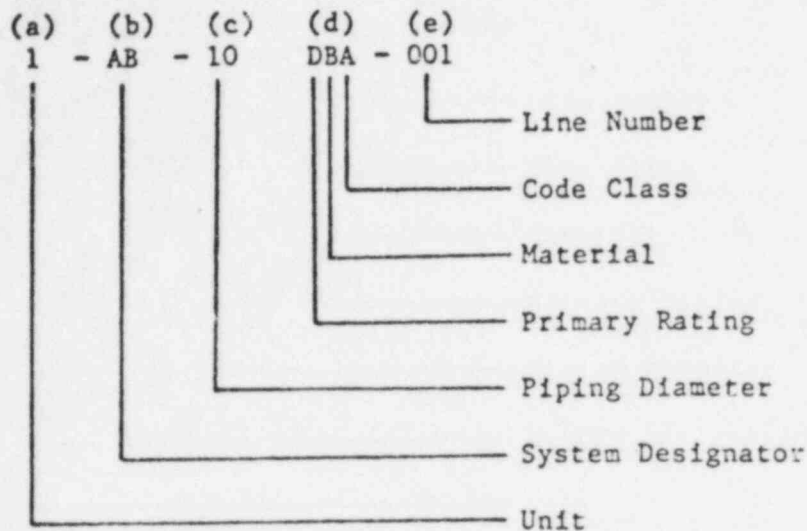 (a) (b) (c) (d) (e)
1 - AB - 10 DBA - 001
Line Number
Code Class
Material
Primary Rating
Piping Diameter
System Designator
Unit